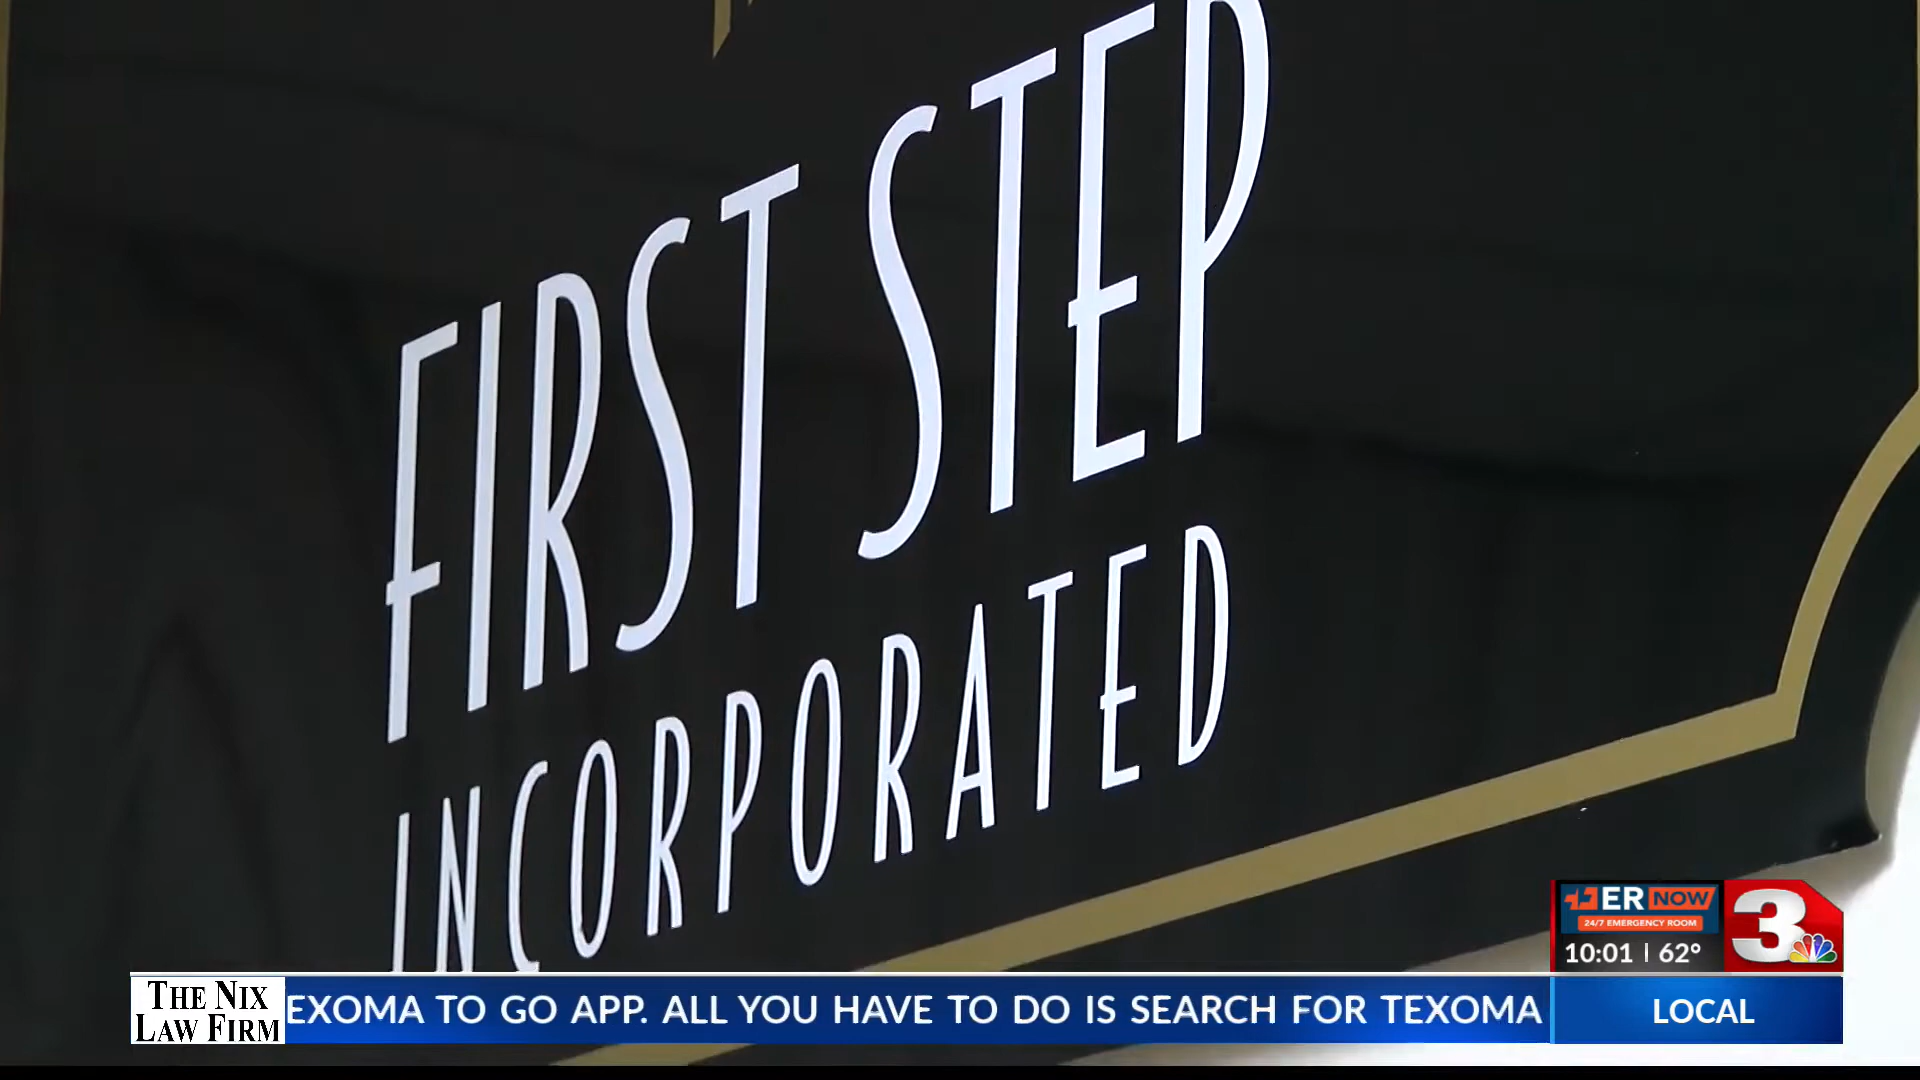 FIRST STEP
INCORPORATED
ER NOW
24/7 EMERGENCY ROOM
10:01 | 62°
3
THE NIX
LAW FIRM
EXOMA TO GO APP. ALL YOU HAVE TO DO IS SEARCH FOR TEXOMA
LOCAL